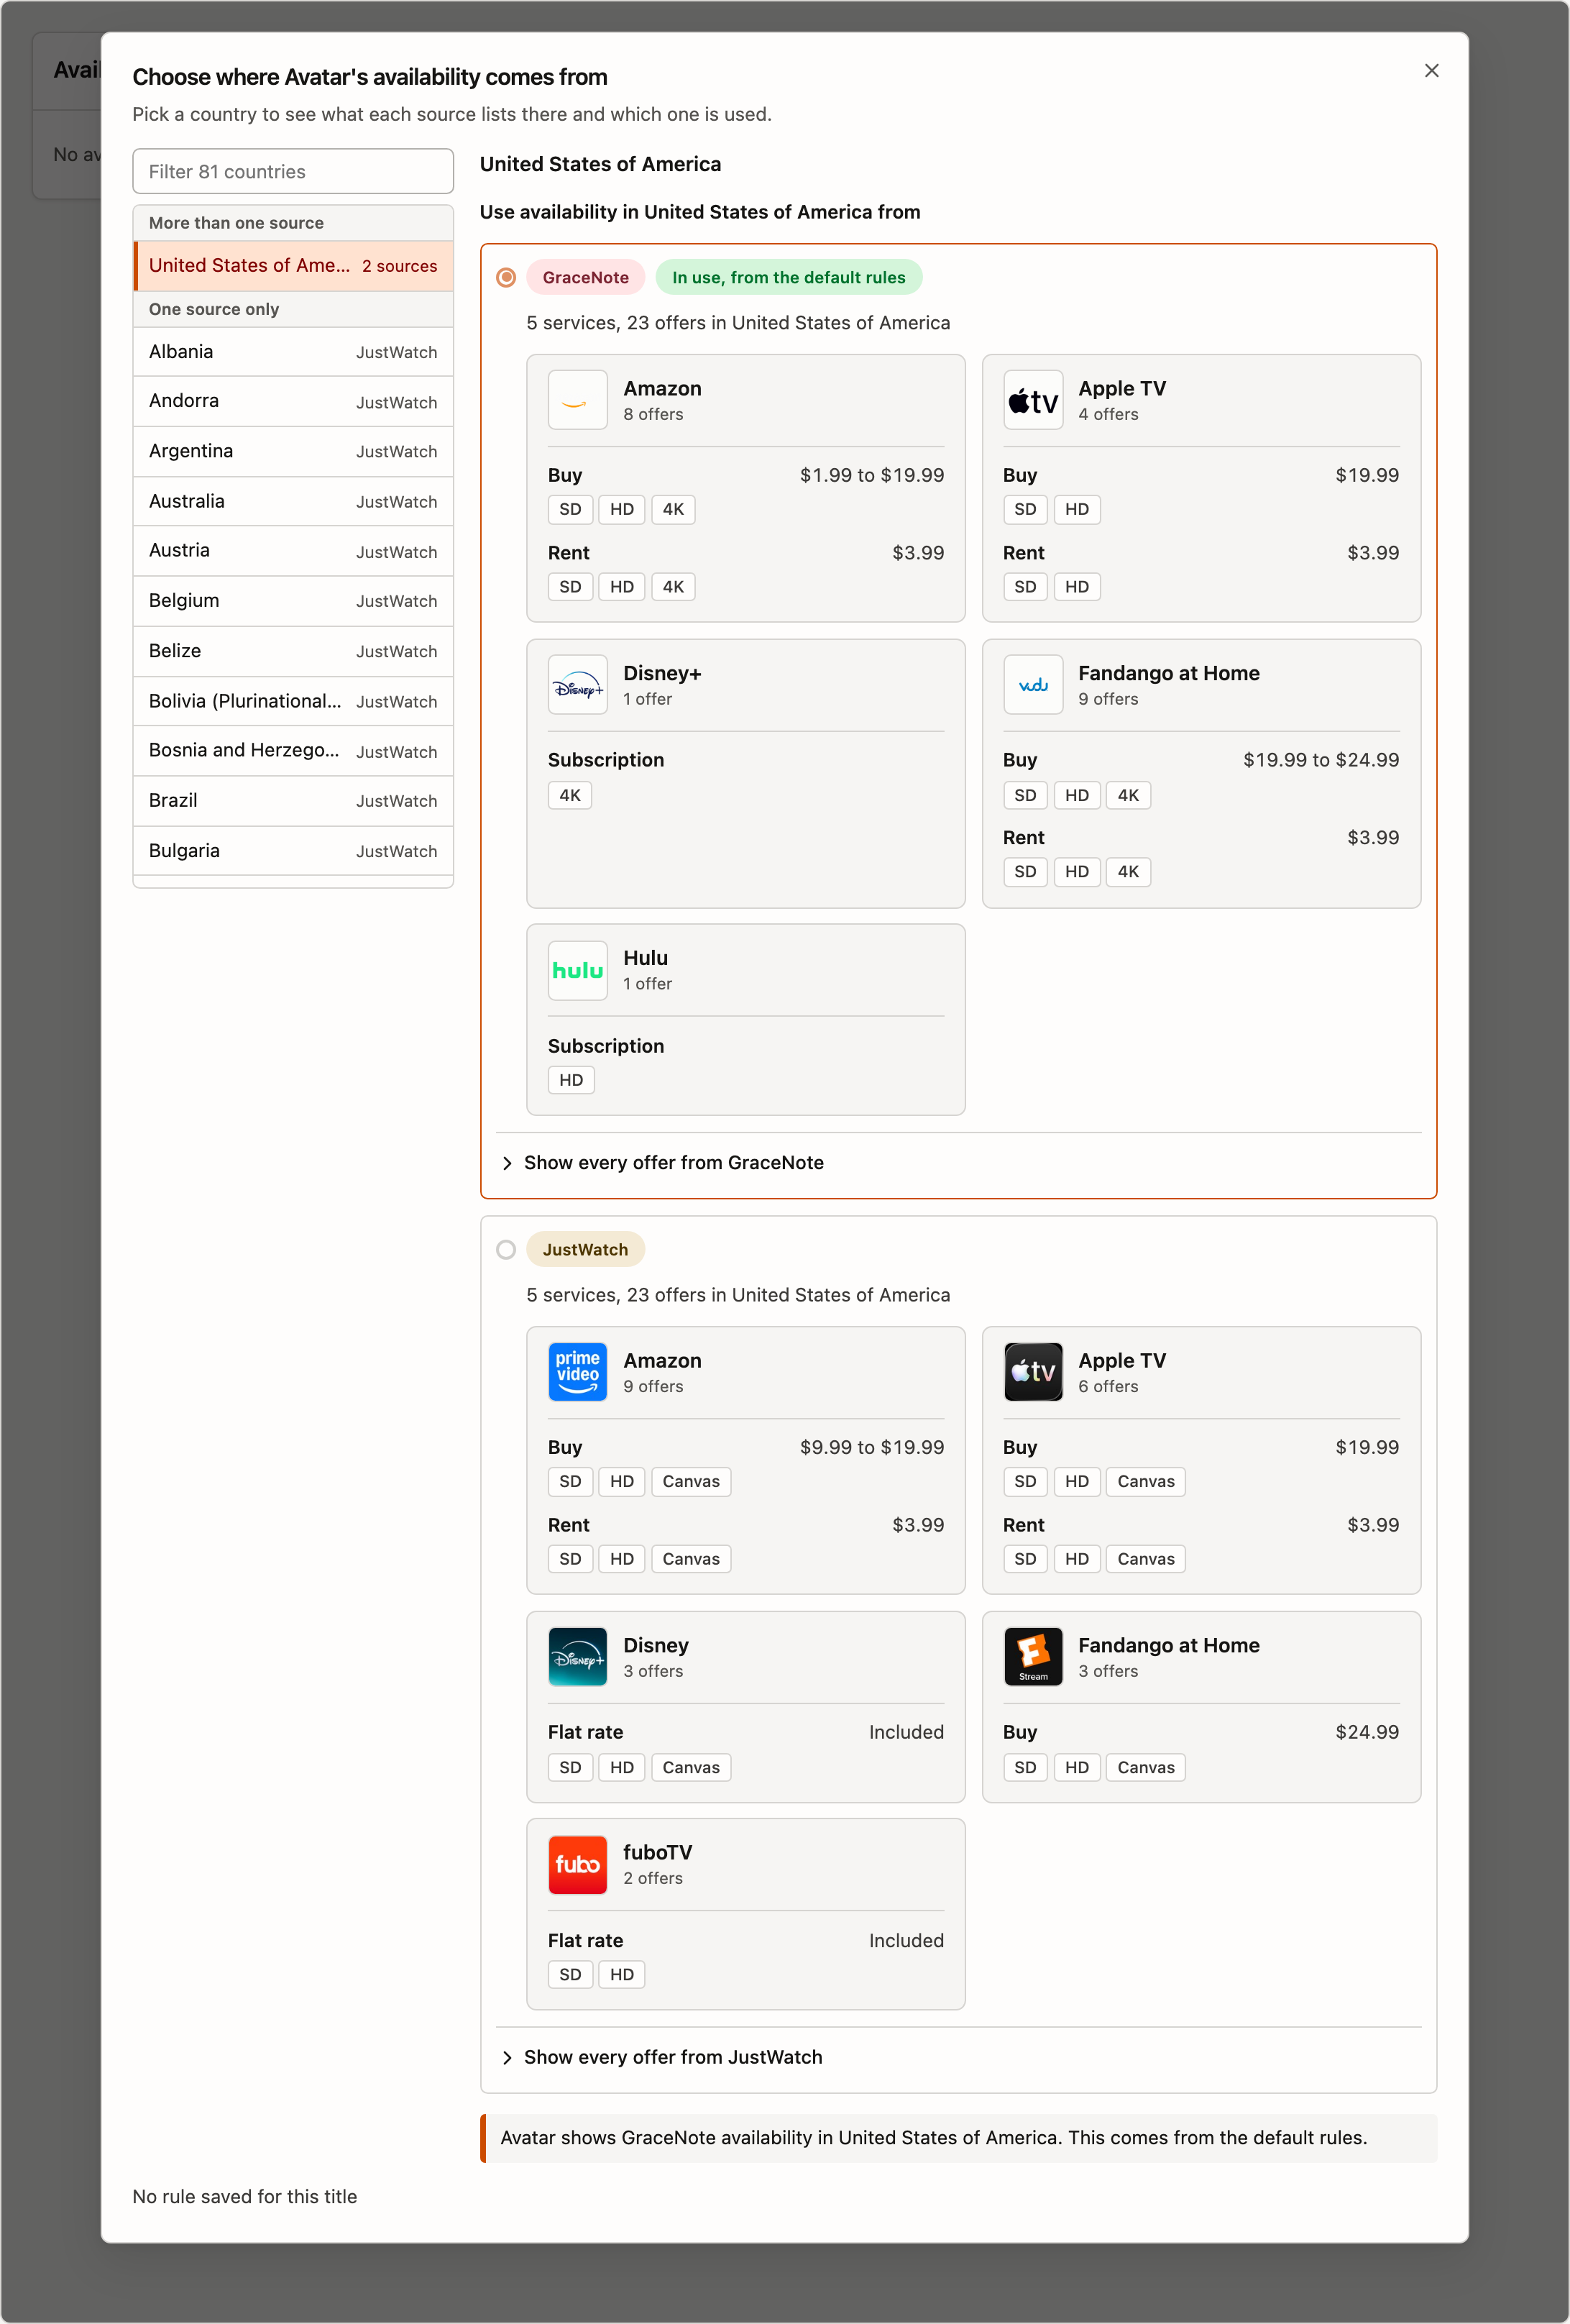 Avail
No av
Choose where Avatar's availability comes from
Pick a country to see what each source lists there and which one is used.
Filter 81 countries
More than one source
United States of Ame... 2 sources
One source only
Albania JustWatch
Andorra JustWatch
Argentina JustWatch
Australia JustWatch
Austria JustWatch
Belgium JustWatch
Belize JustWatch
Bolivia (Plurinational... JustWatch
Bosnia and Herzego... JustWatch
Brazil JustWatch
Bulgaria JustWatch
United States of America
Use availability in United States of America from
GraceNote In use, from the default rules
5 services, 23 offers in United States of America
Amazon
8 offers
Buy $1.99 to $19.99
SD HD 4K
Rent $3.99
SD HD 4K
tv
Apple TV
4 offers
Buy $19.99
SD HD
Rent $3.99
SD HD
Disney+
Disney+
1 offer
Subscription
4K
vudu
Fandango at Home
9 offers
Buy $19.99 to $24.99
SD HD 4K
Rent $3.99
SD HD 4K
hulu
Hulu
1 offer
Subscription
HD
Show every offer from GraceNote
JustWatch
5 services, 23 offers in United States of America
prime
video
Amazon
9 offers
Buy $9.99 to $19.99
SD HD Canvas
Rent $3.99
SD HD Canvas
tv
Apple TV
6 offers
Buy $19.99
SD HD Canvas
Rent $3.99
SD HD Canvas
Disney+
Disney
3 offers
Flat rate Included
SD HD Canvas
F
Stream
Fandango at Home
3 offers
Buy $24.99
SD HD Canvas
fubo
fuboTV
2 offers
Flat rate Included
SD HD
Show every offer from JustWatch
Avatar shows GraceNote availability in United States of America. This comes from the default rules.
No rule saved for this title